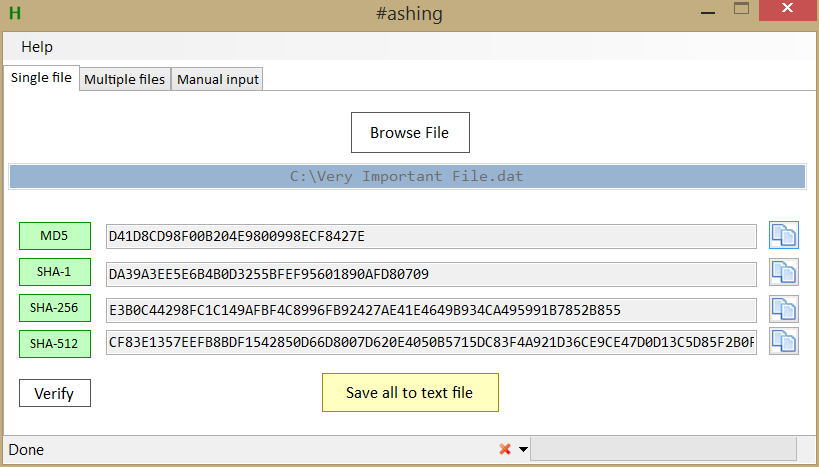 H #ashing
Help
Single file Multiple files Manual input
Browse File
C:\Very Important File.dat
MD5 D41D8CD98F00B204E9800998ECF8427E
SHA-1 DA39A3EE5E6B4B0D3255BFEF95601890AFD80709
SHA-256 E3B0C44298FC1C149AFBF4C8996FB92427AE41E4649B934CA495991B7852B855
SHA-512 CF83E1357EEFB8BDF1542850D66D8007D620E4050B5715DC83F4A921D36CE9CE47D0D13C5D85F2B0F
Verify Save all to text file
Done